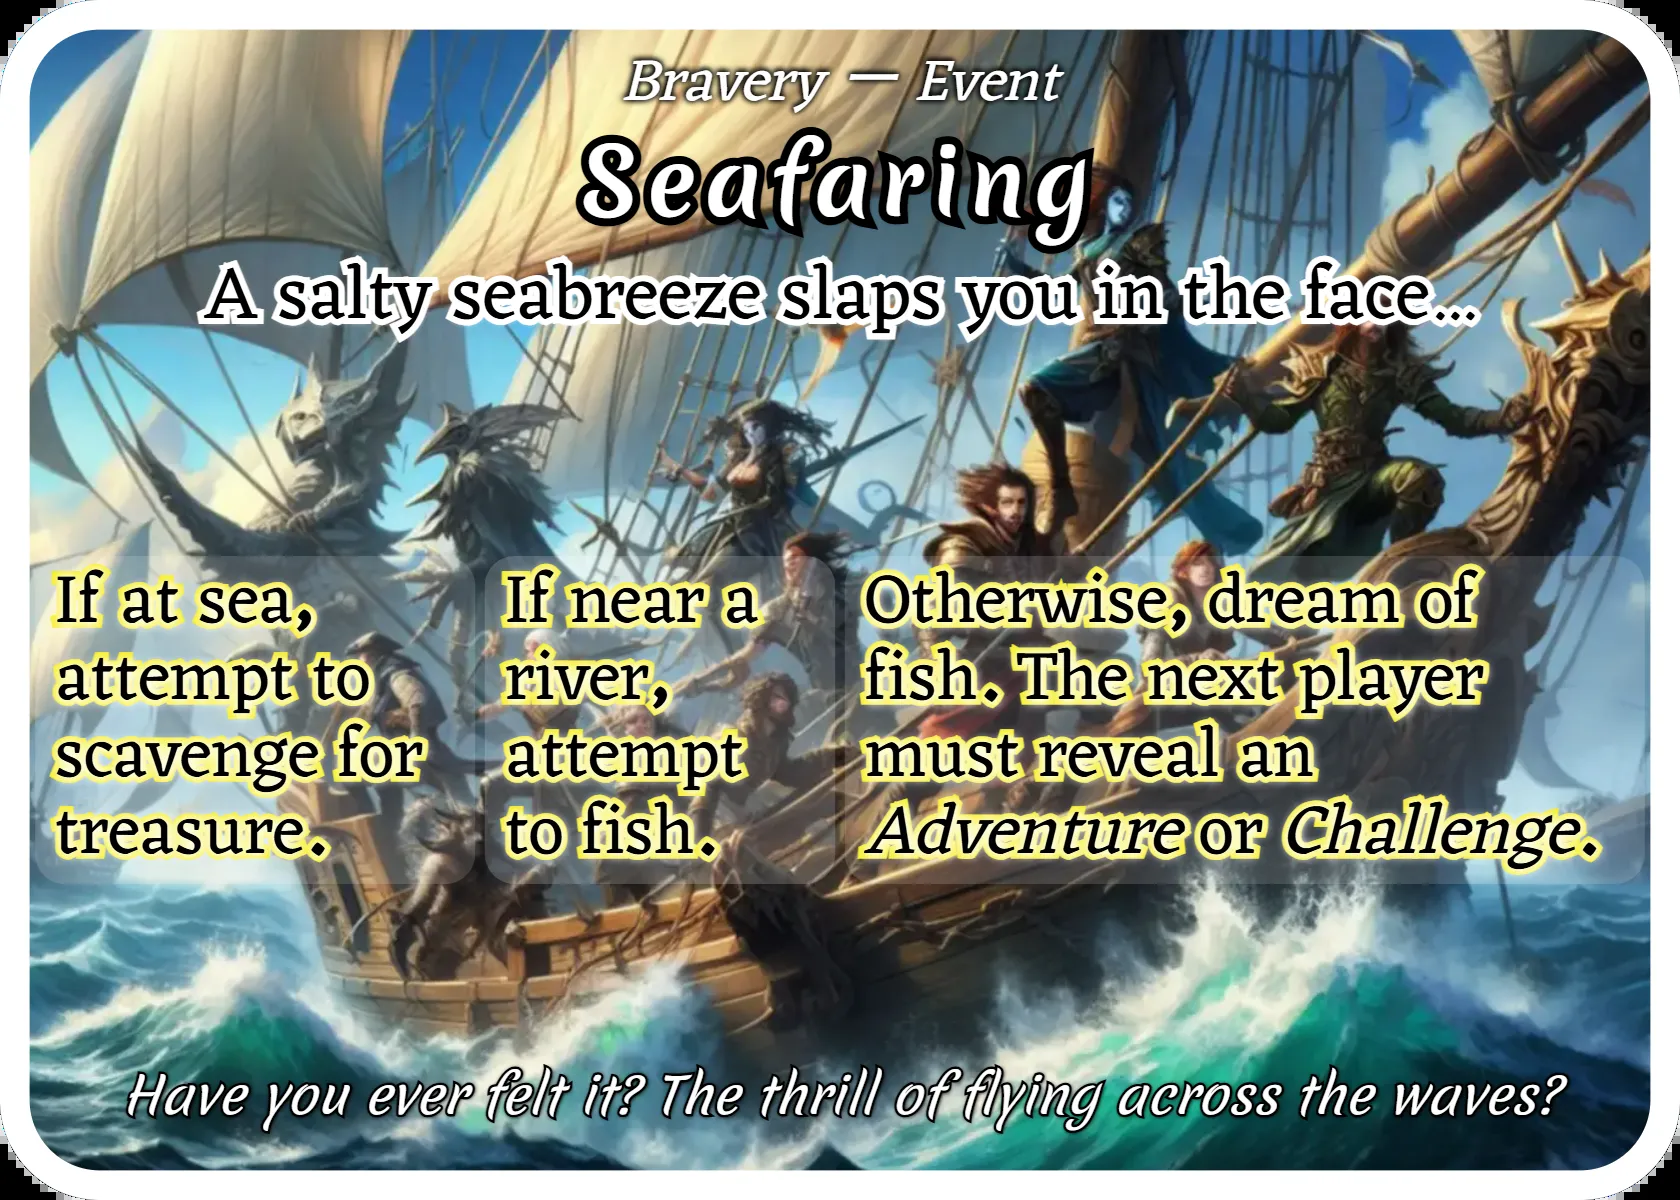 Bravery — Event
Seafaring
A salty seabreeze slaps you in the face...
If at sea,
attempt to
scavenge for
treasure.
If near a
river,
attempt
to fish.
Otherwise, dream of
fish. The next player
must reveal an
Adventure or Challenge.
Have you ever felt it? The thrill of flying across the waves?